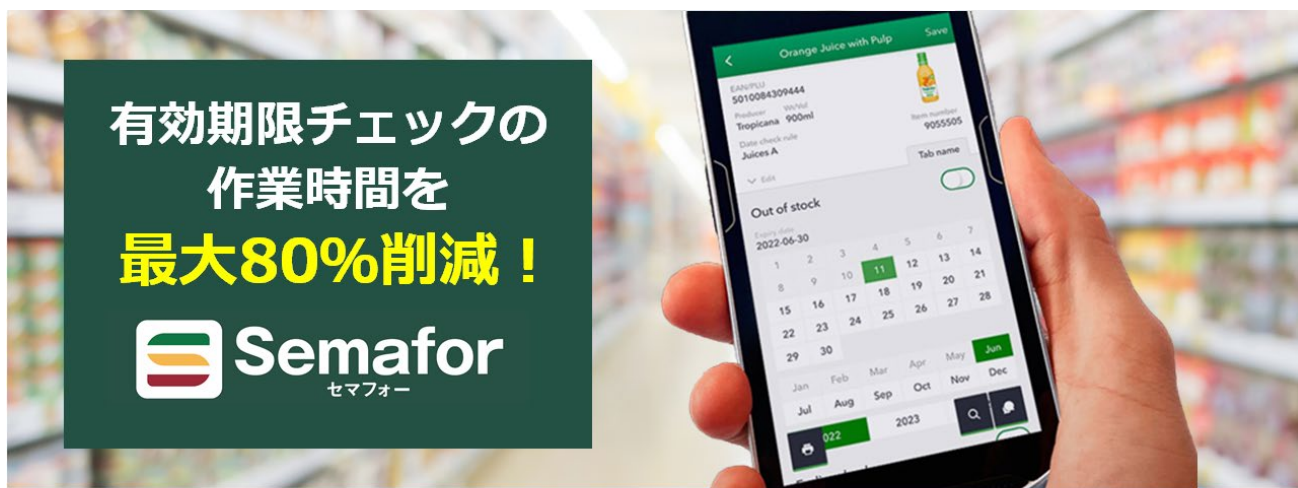 有効期限チェックの
作業時間を
最大80%削減！
Semafor
セマフォー
Orange Juice with Pulp
Save
EAN/PLU
5010084309444
Producer Wt/Vol
Tropicana 900ml
Item number
9055505
Date check rule
Juices A
Edit
Tab name
Out of stock
Expiry date
2022-06-30
1 2 3 4 5 6 7
8 9 10 11 12 13 14
15 16 17 18 19 20 21
22 23 24 25 26 27 28
29 30
Jan Feb Mar Apr May Jun
Jul Aug Sep Oct Nov Dec
022 2023